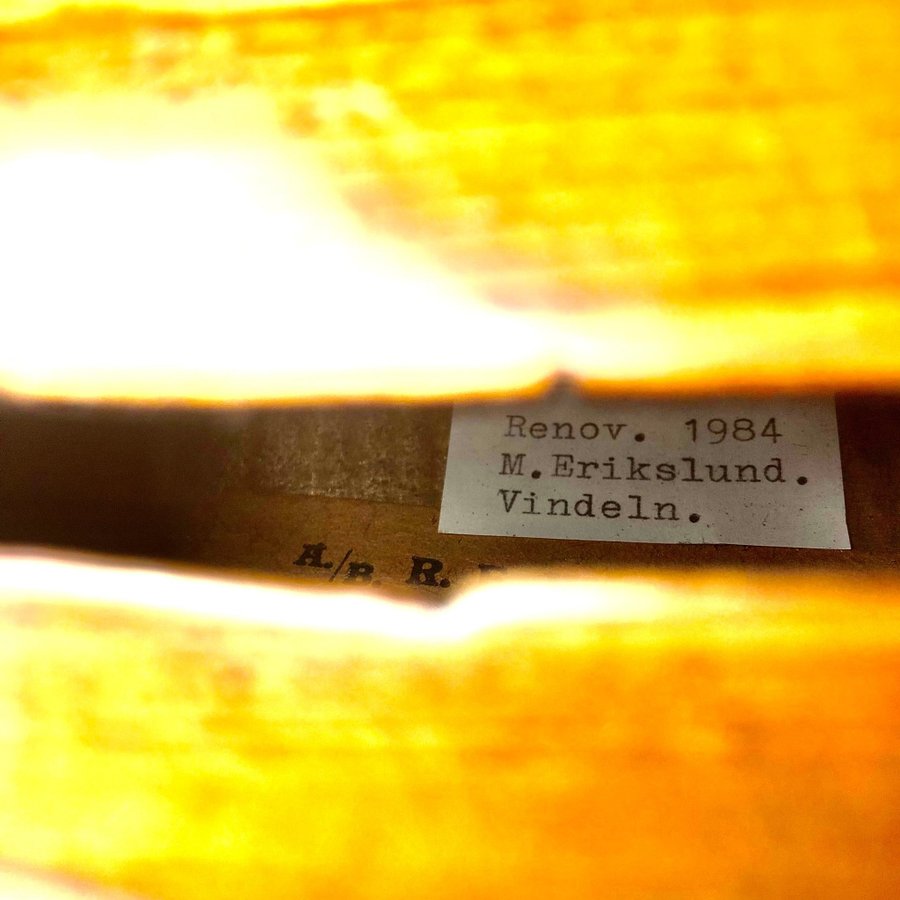 Renov. 1984
M.Erikslund.
Vindeln.
A./B. R.